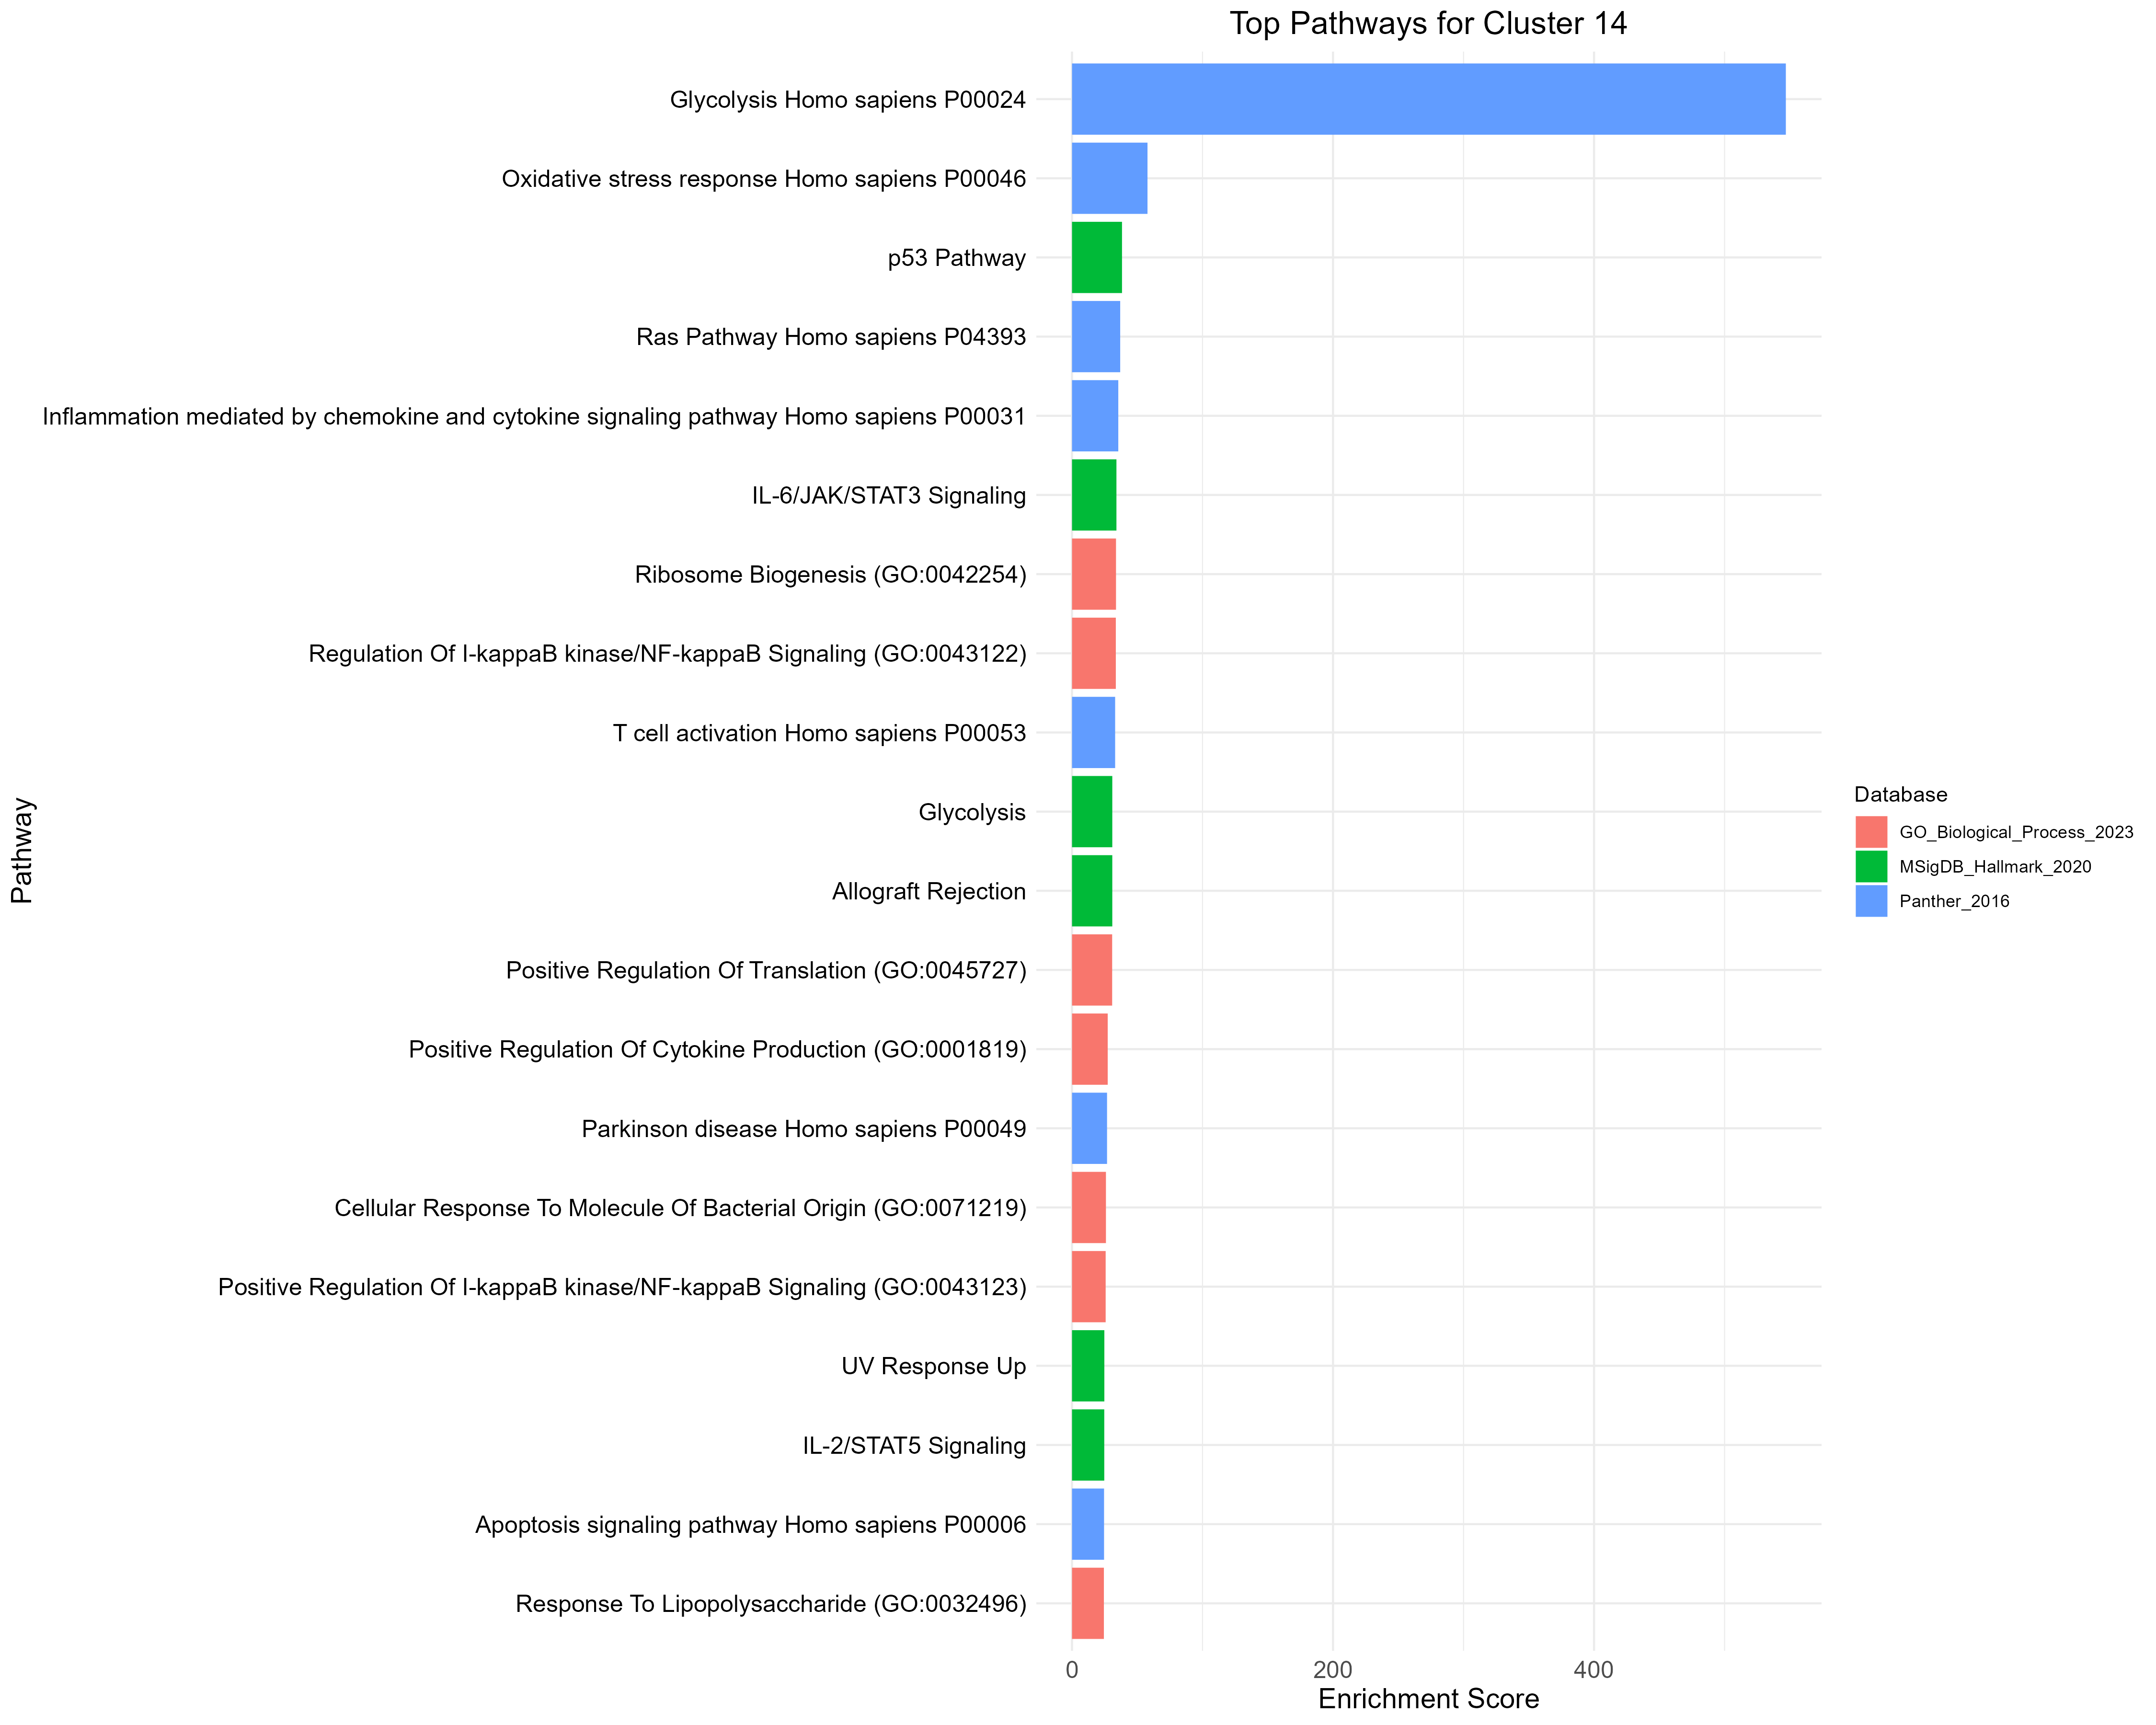 Top Pathways for Cluster 14
Pathway
Glycolysis Homo sapiens P00024
Oxidative stress response Homo sapiens P00046
p53 Pathway
Ras Pathway Homo sapiens P04393
Inflammation mediated by chemokine and cytokine signaling pathway Homo sapiens P00031
IL-6/JAK/STAT3 Signaling
Ribosome Biogenesis (GO:0042254)
Regulation Of I-kappaB kinase/NF-kappaB Signaling (GO:0043122)
T cell activation Homo sapiens P00053
Glycolysis
Allograft Rejection
Positive Regulation Of Translation (GO:0045727)
Positive Regulation Of Cytokine Production (GO:0001819)
Parkinson disease Homo sapiens P00049
Cellular Response To Molecule Of Bacterial Origin (GO:0071219)
Positive Regulation Of I-kappaB kinase/NF-kappaB Signaling (GO:0043123)
UV Response Up
IL-2/STAT5 Signaling
Apoptosis signaling pathway Homo sapiens P00006
Response To Lipopolysaccharide (GO:0032496)
0 200 400
Enrichment Score
Database
GO_Biological_Process_2023
MSigDB_Hallmark_2020
Panther_2016